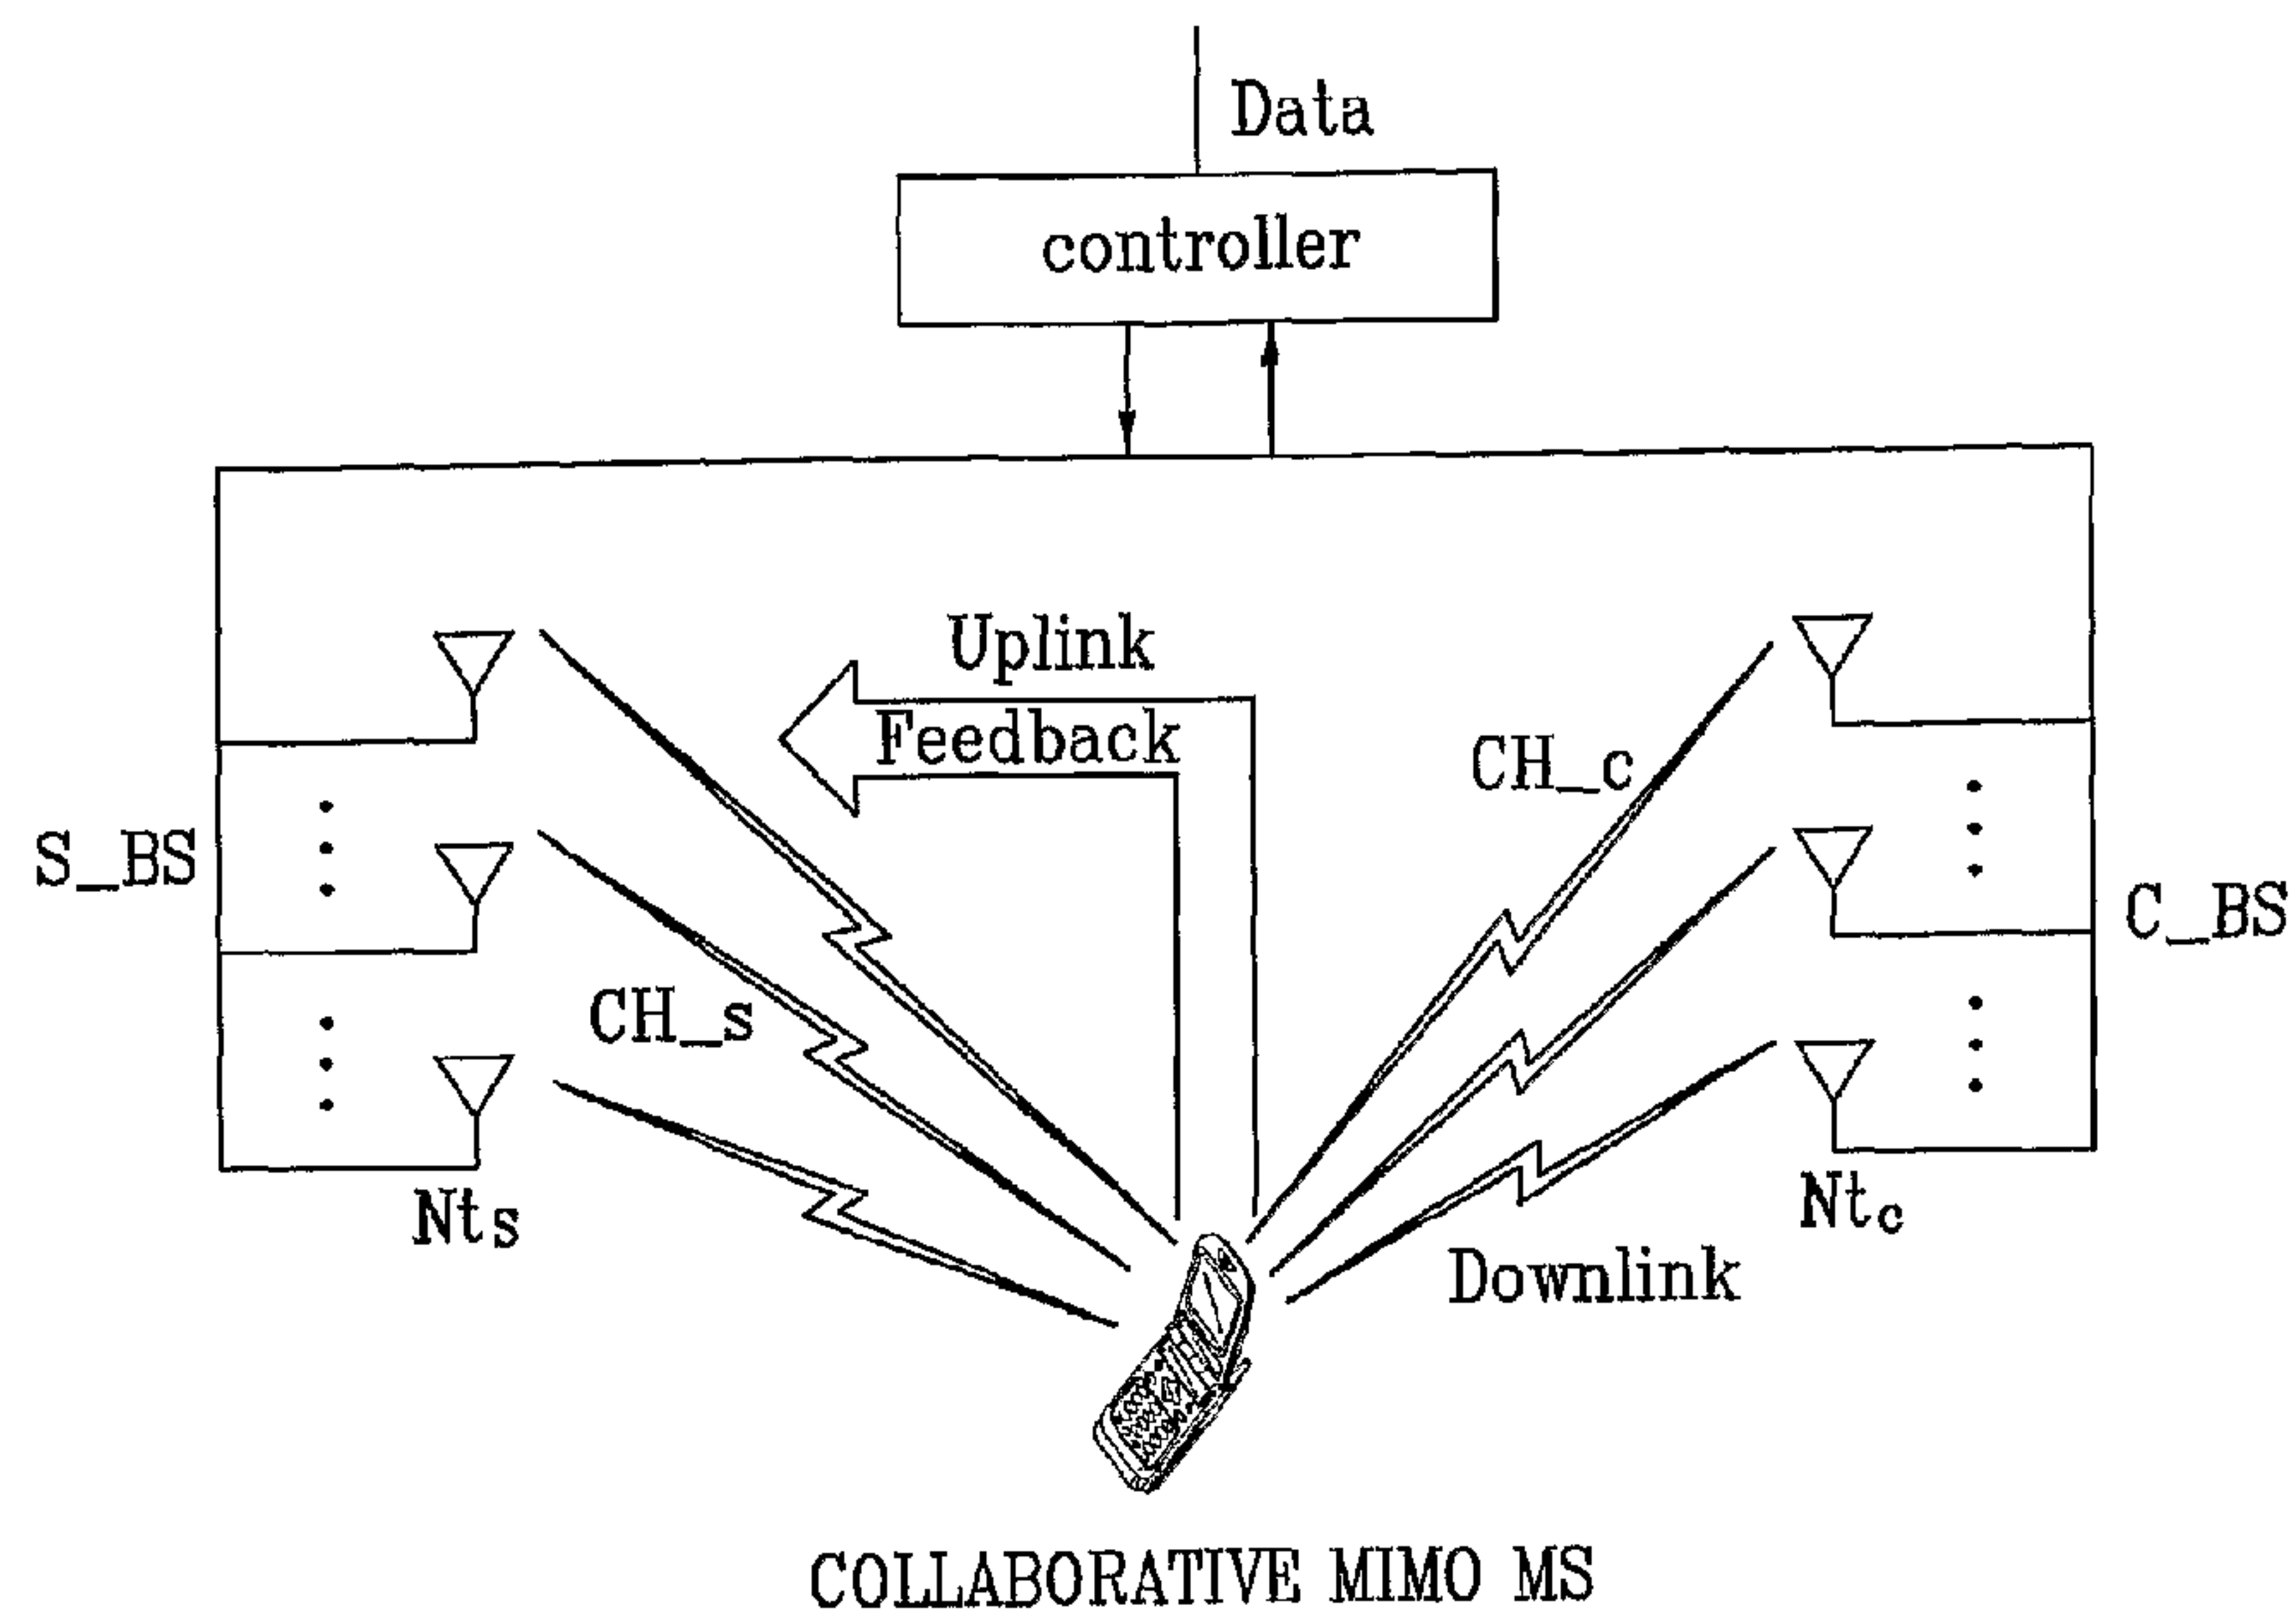 Data
controller
Uplink
Feedback
CH_c
S_BS
C_BS
CH_s
Nts
Ntc
Downlink
COLLABORATIVE MIMO MS